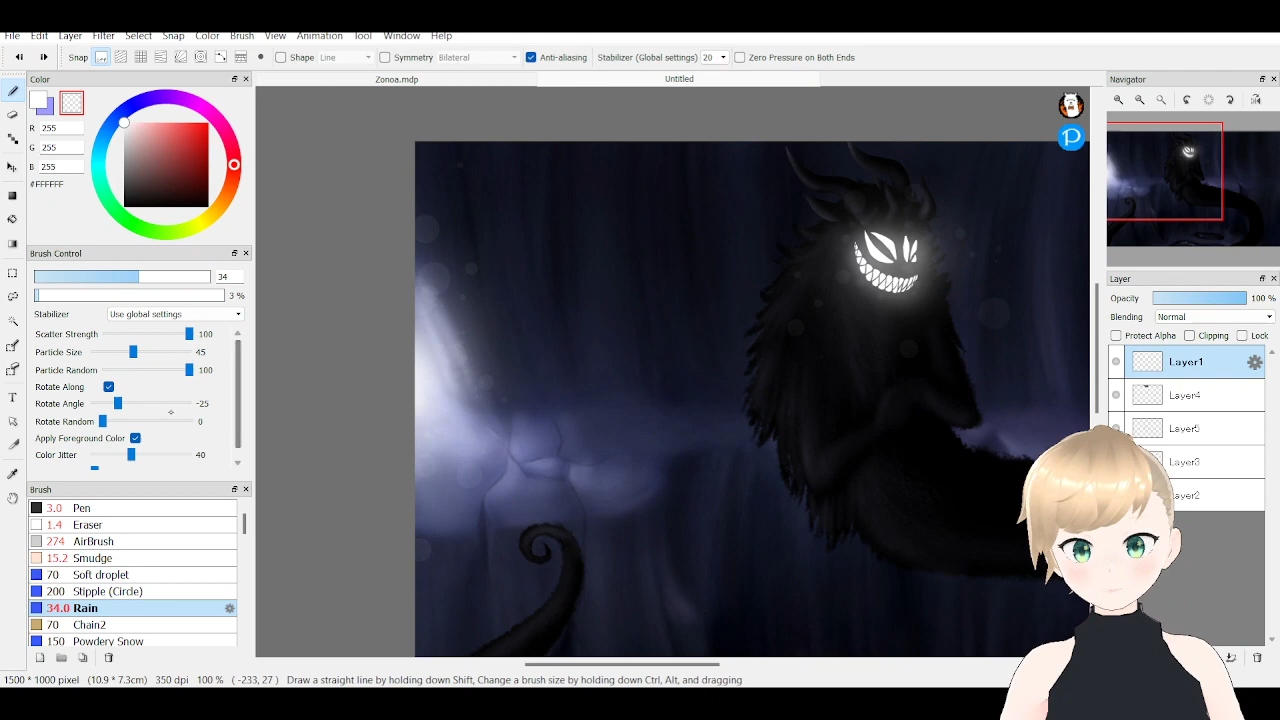 File Edit Layer Filter Select Snap Color Brush View Animation Tool Window Help
Snap Shape Line Symmetry Bilateral Anti-aliasing Stabilizer (Global settings) 20 Zero Pressure on Both Ends
Color
Zonoa.mdp
Untitled
Navigator
R 255
G 255
B 255
#FFFFFF
Brush Control
34
3 %
Stabilizer Use global settings
Scatter Strength 100
Particle Size 45
Particle Random 100
Rotate Along
Rotate Angle -25
Rotate Random 0
Apply Foreground Color
Color Jitter 40
Brush
3.0 Pen
1.4 Eraser
274 AirBrush
15.2 Smudge
70 Soft droplet
200 Stipple (Circle)
34.0 Rain
70 Chain2
150 Powdery Snow
Layer
Opacity 100 %
Blending Normal
Protect Alpha Clipping Lock
Layer1
Layer4
Layer5
Layer3
Layer2
1500 * 1000 pixel (10.9 * 7.3cm) 350 dpi 100 % ( -233, 27 ) Draw a straight line by holding down Shift, Change a brush size by holding down Ctrl, Alt, and dragging